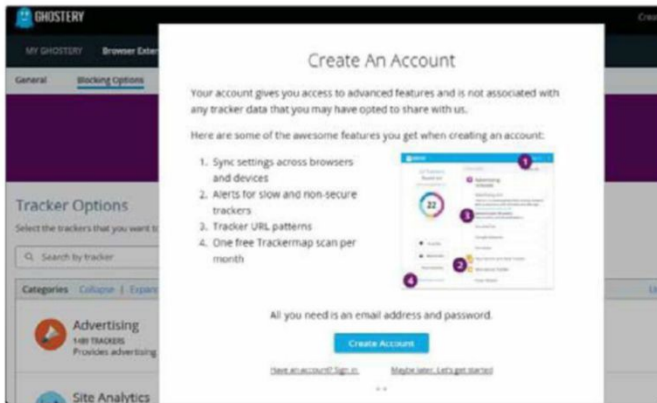 GHOSTERY
MY GHOSTERY Browser Exten
General Blocking Options
Create An Account
Your account gives you access to advanced features and is not associated with
any tracker data that you may have opted to share with us.
Here are some of the awesome features you get when creating an account:
1. Sync settings across browsers
and devices
2. Alerts for slow and non-secure
trackers
3. Tracker URL patterns
4. One free Trackermap scan per
month
1
22
3
2
4
Tracker Options
Select the trackers that you want to
Search by tracker
Categories Collapse | Expan
Advertising
TRACKERS
Provides advertising
Site Analytics
All you need is an email address and password.
Create Account
Have an account? Sign in Maybe later, Let's get started